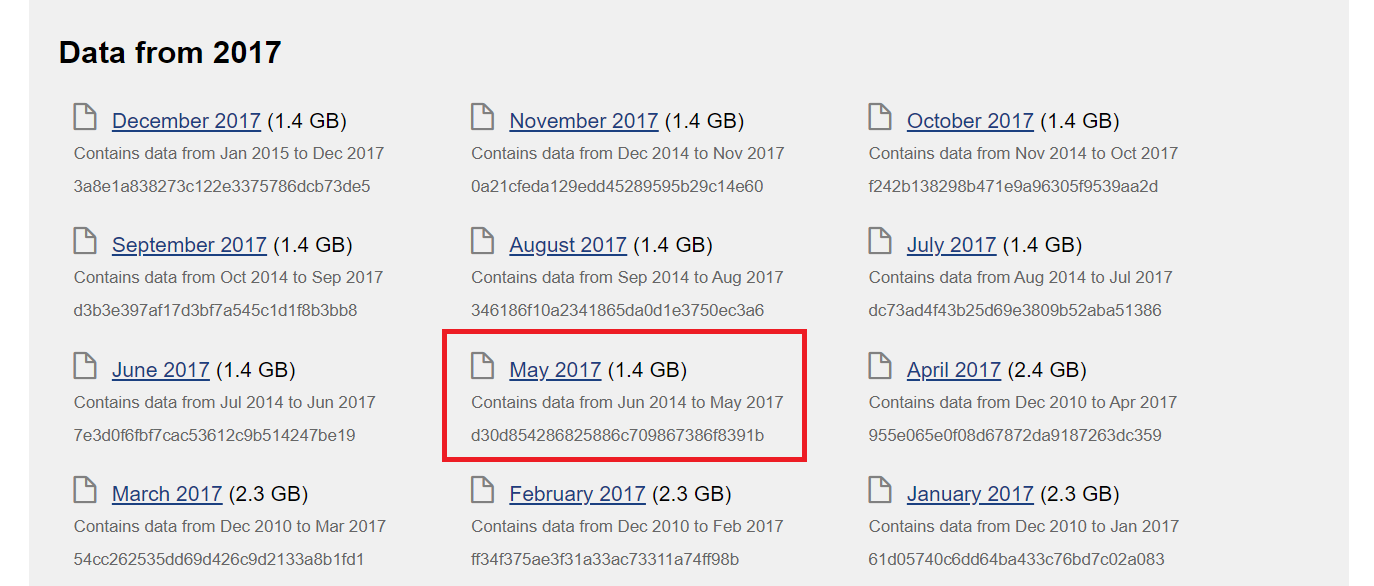 Data from 2017
December 2017 (1.4 GB)
Contains data from Jan 2015 to Dec 2017
3a8e1a838273c122e3375786dcb73de5
November 2017 (1.4 GB)
Contains data from Dec 2014 to Nov 2017
0a21cfeda129edd45289595b29c14e60
October 2017 (1.4 GB)
Contains data from Nov 2014 to Oct 2017
f242b138298b471e9a96305f9539aa2d
September 2017 (1.4 GB)
Contains data from Oct 2014 to Sep 2017
d3b3e397af17d3bf7a545c1d1f8b3bb8
August 2017 (1.4 GB)
Contains data from Sep 2014 to Aug 2017
346186f10a2341865da0d1e3750ec3a6
July 2017 (1.4 GB)
Contains data from Aug 2014 to Jul 2017
dc73ad4f43b25d69e3809b52aba51386
June 2017 (1.4 GB)
Contains data from Jul 2014 to Jun 2017
7e3d0f6fbf7cac53612c9b514247be19
May 2017 (1.4 GB)
Contains data from Jun 2014 to May 2017
d30d854286825886c709867386f8391b
April 2017 (2.4 GB)
Contains data from Dec 2010 to Apr 2017
955e065e0f08d67872da9187263dc359
March 2017 (2.3 GB)
Contains data from Dec 2010 to Mar 2017
54cc262535dd69d426c9d2133a8b1fd1
February 2017 (2.3 GB)
Contains data from Dec 2010 to Feb 2017
ff34f375ae3f31a33ac73311a74ff98b
January 2017 (2.3 GB)
Contains data from Dec 2010 to Jan 2017
61d05740c6dd64ba433c76bd7c02a083